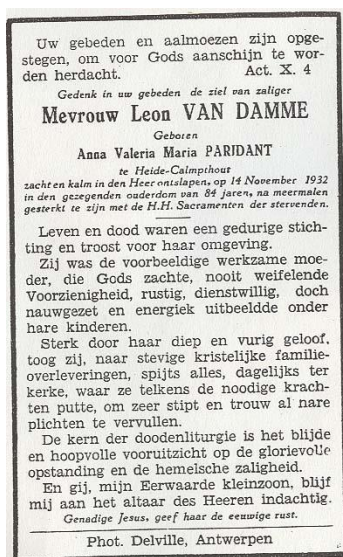 Uw gebeden en aalmoezen zijn opge-
stegen, om voor Gods aanschijn te wor-
den herdacht. Act. X. 4
Gedenk in uw gebeden de ziel van zaliger
Mevrouw Leon VAN DAMME
Geboren
Anna Valeria Maria PARIDANT
te Heide-Calmpthout
zacht en kalm in den Heer ontslapen, op 14 November 1932
in den gezegenden ouderdom van 84 jaren, na meermalen
gesterkt te zijn met de H.H. Sacramenten der stervenden.
Leven en dood waren een gedurige stich-
ting en troost voor haar omgeving.
Zij was de voorbeeldige werkzame moe-
der, die Gods zachte, nooit weifelende
Voorzienigheid, rustig, dienstwillig, doch
nauwgezet en energiek uitbeeldde onder
hare kinderen.
Sterk door haar diep en vurig geloof,
toog zij, naar stevige kristelijke familie-
overleveringen, spijts alles, dagelijks ter
kerke, waar ze telkens de noodige krach-
ten putte, om zeer stipt en trouw al hare
plichten te vervullen.
De kern der doodenliturgie is het blijde
en hoopvolle vooruitzicht op de glorievolle
opstanding en de hemelsche zaligheid.
En gij, mijn Eerwaarde kleinzoon, blijf
mij aan het altaar des Heeren indachtig.
Genadige Jesus, geef haar de eeuwige rust.
Phot. Delville, Antwerpen